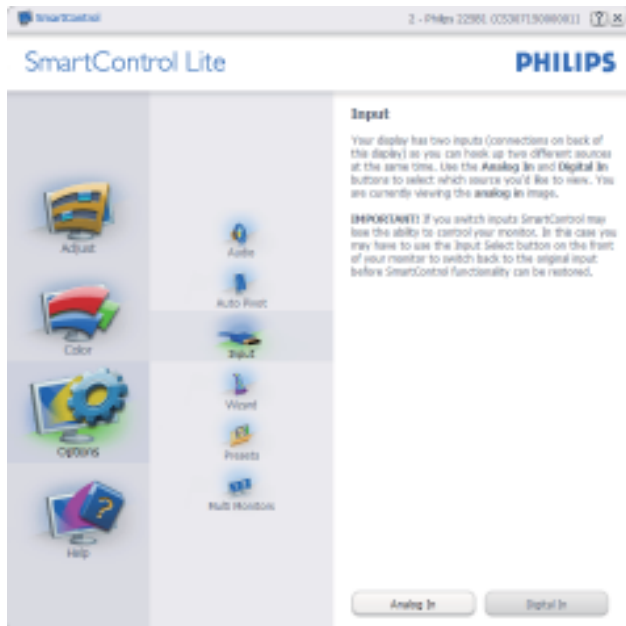 SmartControl
2 - Philips
SmartControl Lite
PHILIPS
Adjust
Color
Options
Help
Audio
Auto Pivot
Input
Wizard
Presets
Multi Monitors
Input
Your display has two inputs (connections on back of
this display) so you can hook up two different sources
at the same time. Use the Analog In and Digital In
buttons to select which source you'd like to view. You
are currently viewing the analog in image.
IMPORTANT! If you switch inputs SmartControl may
lose the ability to control your monitor. In this case you
may have to use the Input Select button on the front
of your monitor to switch back to the original input
before SmartControl functionality can be restored.
Analog In
Digital In